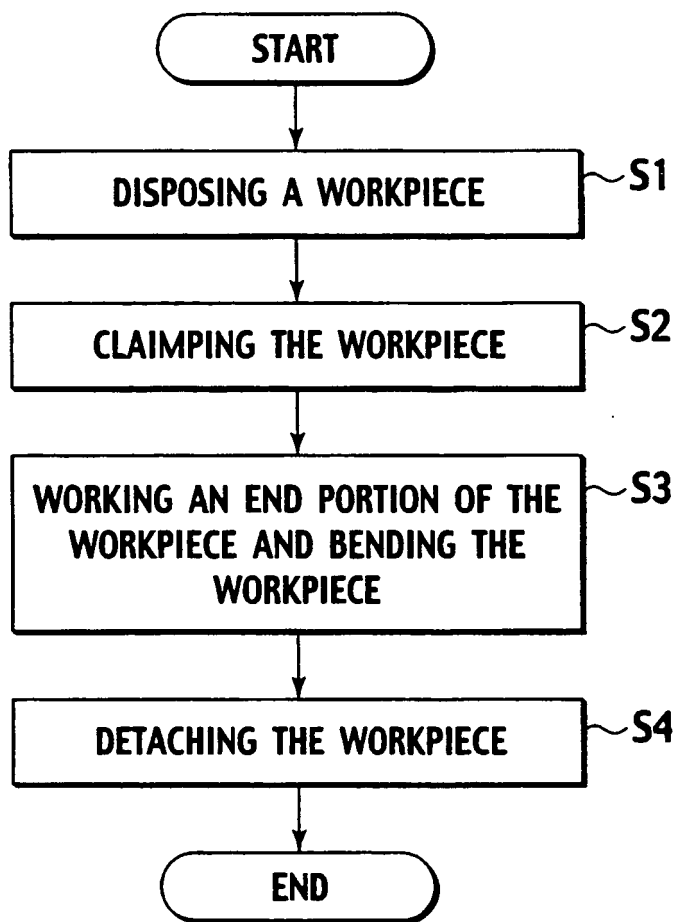 START
DISPOSING A WORKPIECE
S1
CLAIMPING THE WORKPIECE
S2
WORKING AN END PORTION OF THE
WORKPIECE AND BENDING THE
WORKPIECE
S3
DETACHING THE WORKPIECE
S4
END